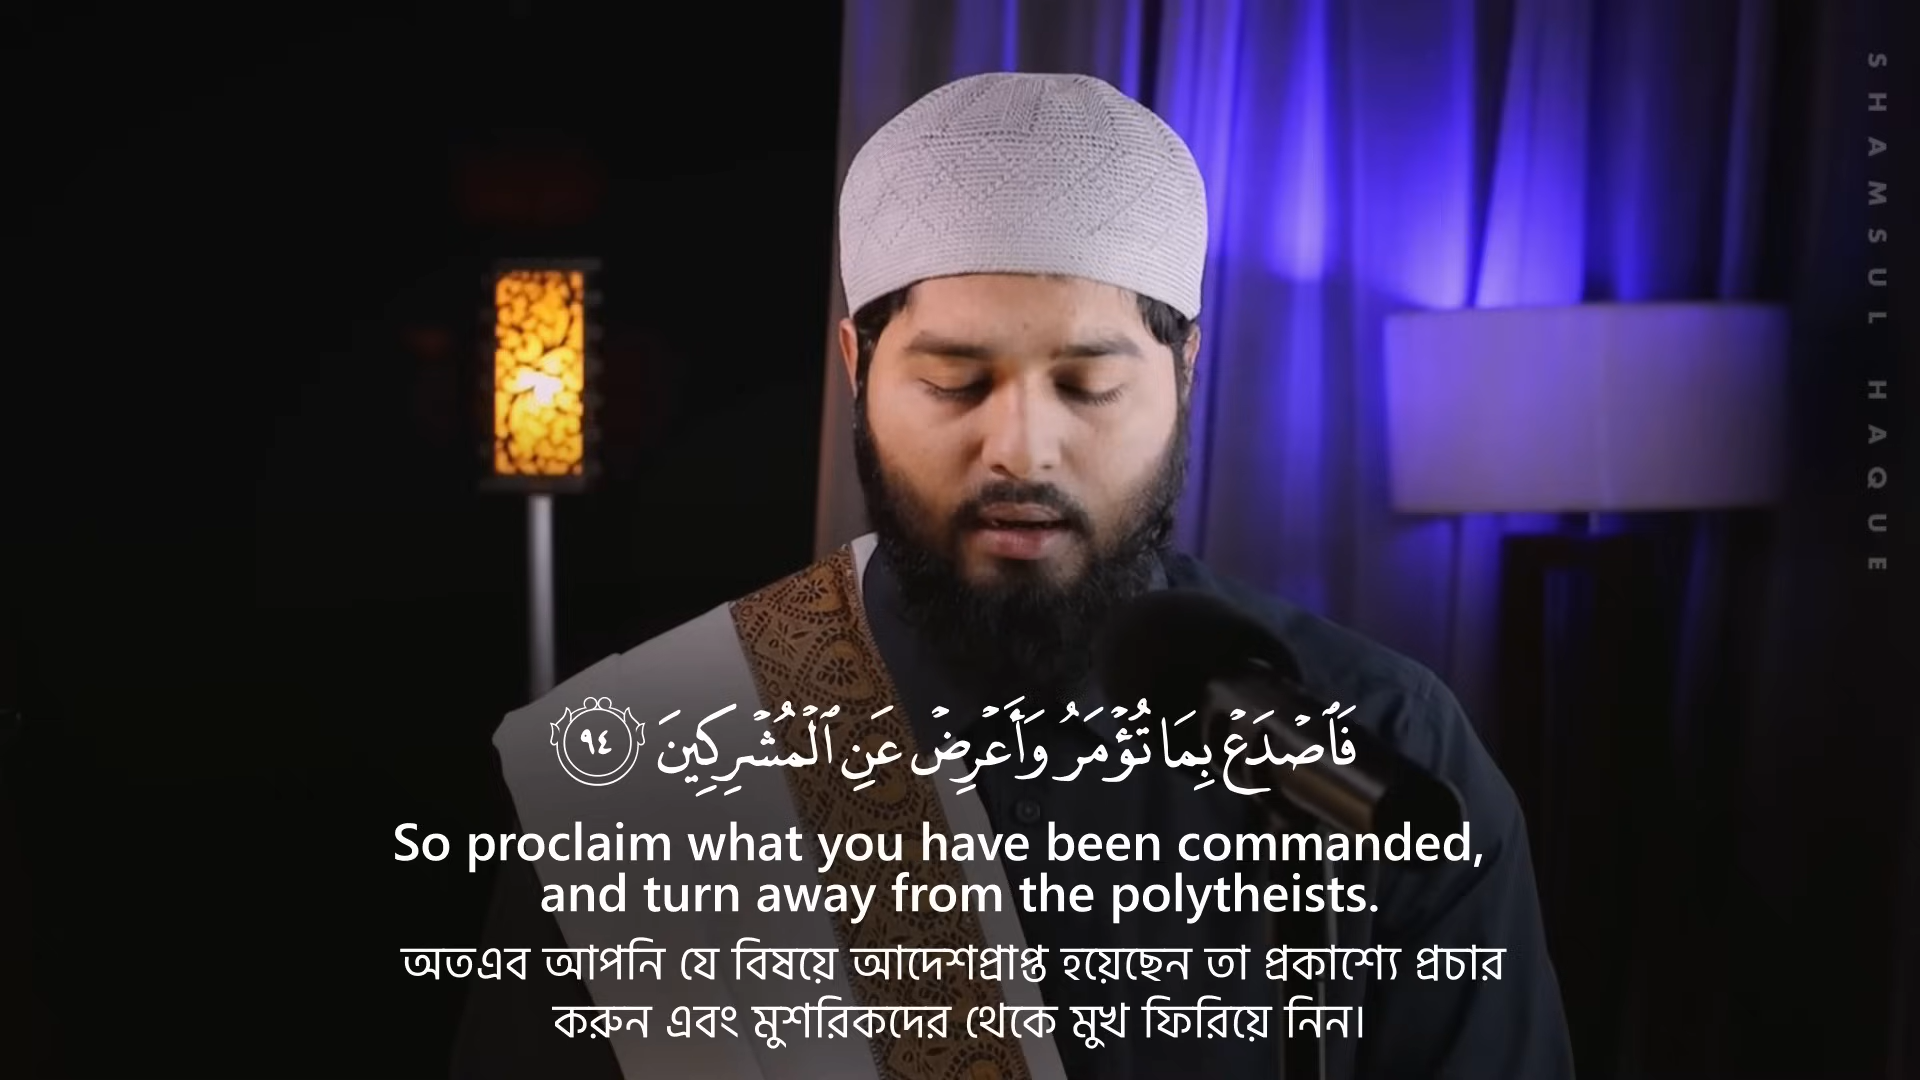 SHAMSUL HAQUE
فَٱصْدَعْ بِمَا تُؤْمَرُ وَأَعْرِضْ عَنِ ٱلْمُشْرِكِينَ ٩٤
So proclaim what you have been commanded,
and turn away from the polytheists.
অতএব আপনি যে বিষয়ে আদেশপ্রাপ্ত হয়েছেন তা প্রকাশ্যে প্রচার
করুন এবং মুশরিকদের থেকে মুখ ফিরিয়ে নিন।